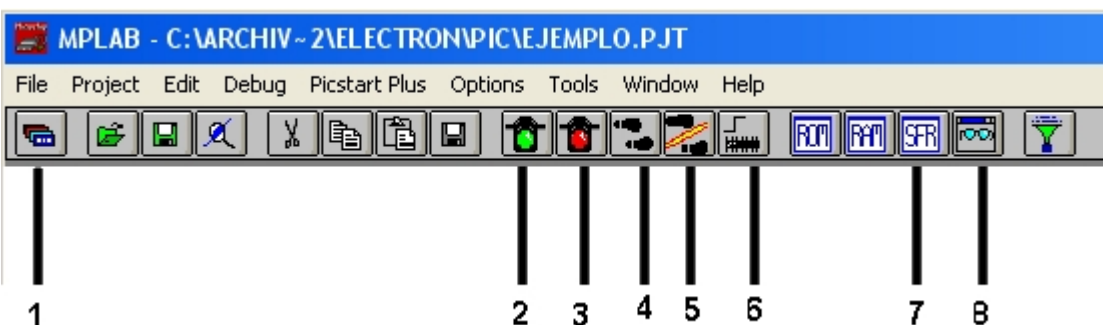 MPLAB - C:\ARCHIV~2\ELECTRON\PIC\EJEMPLO.PJT
File Project Edit Debug Picstart Plus Options Tools Window Help
ROM RAM SFR
1 2 3 4 5 6 7 8